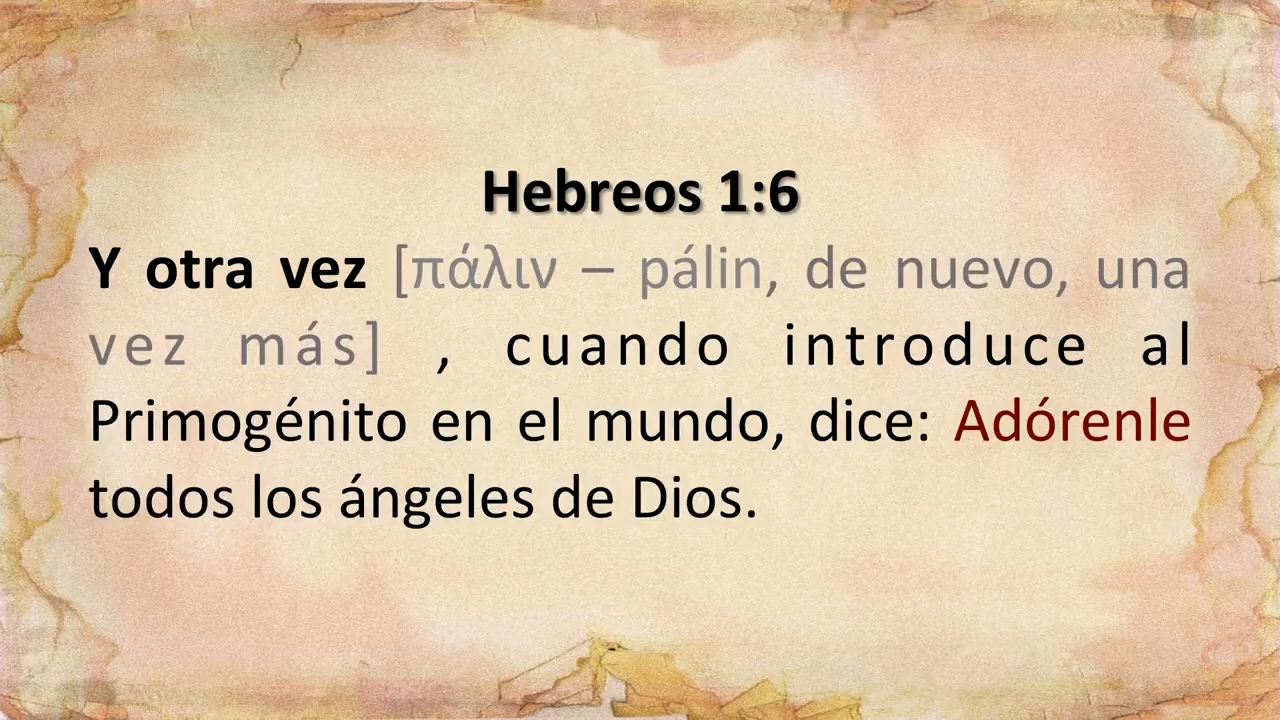 Hebreos 1:6
Y otra vez [πάλιν – pálin, de nuevo, una
vez más] , cuando introduce al
Primogénito en el mundo, dice: Adórenle
todos los ángeles de Dios.